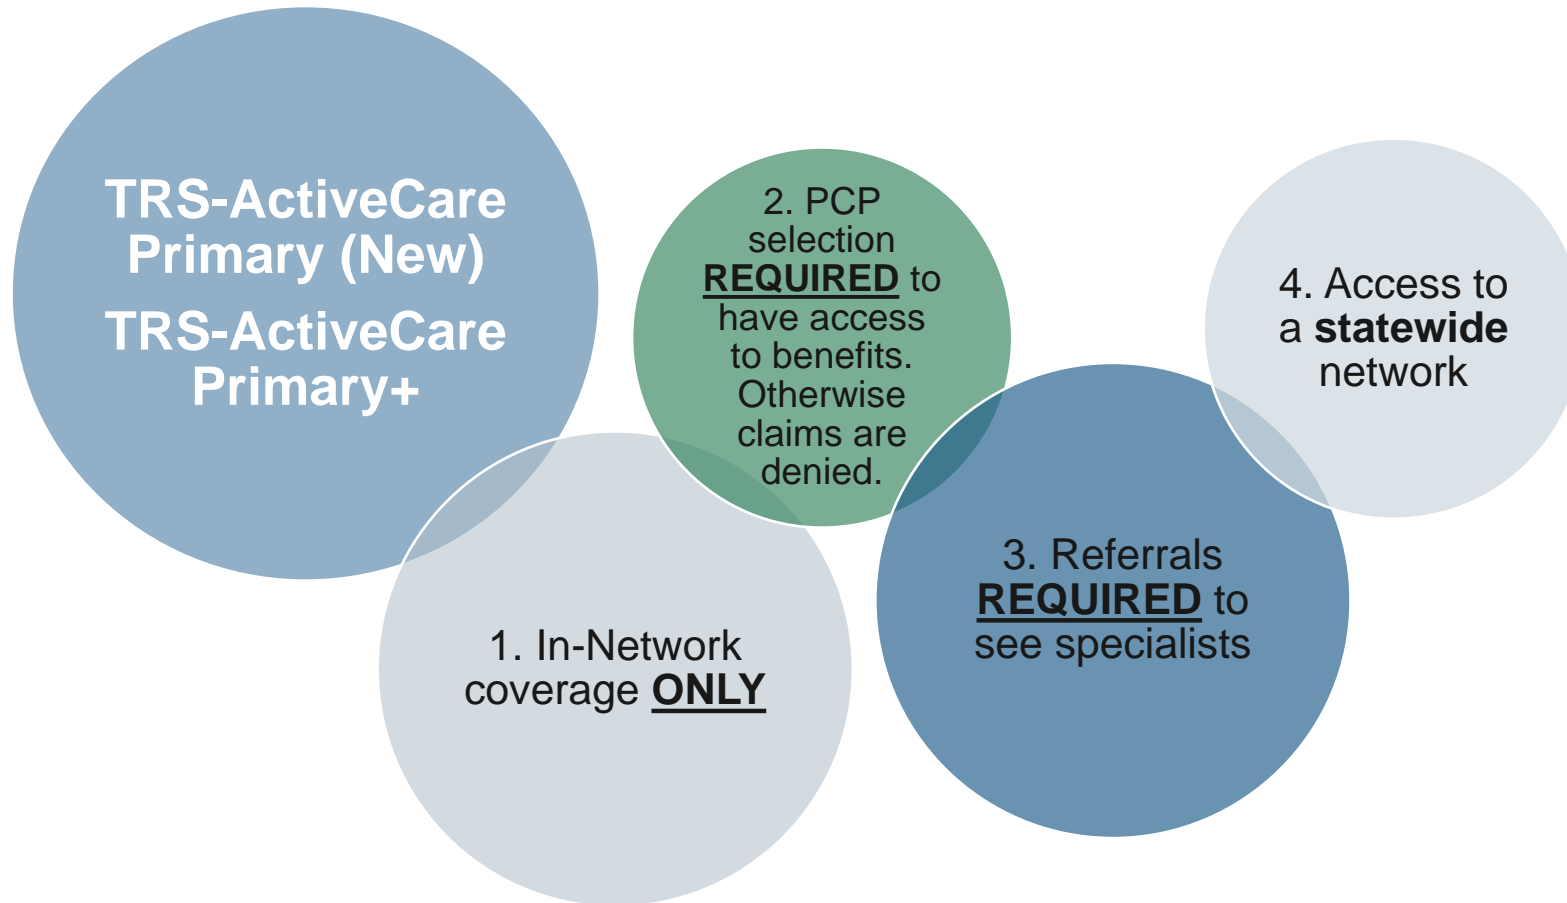 TRS-ActiveCare
Primary (New)
TRS-ActiveCare
Primary+
1. In-Network
coverage ONLY
2. PCP
selection
REQUIRED to
have access
to benefits.
Otherwise
claims are
denied.
3. Referrals
REQUIRED to
see specialists
4. Access to
a statewide
network